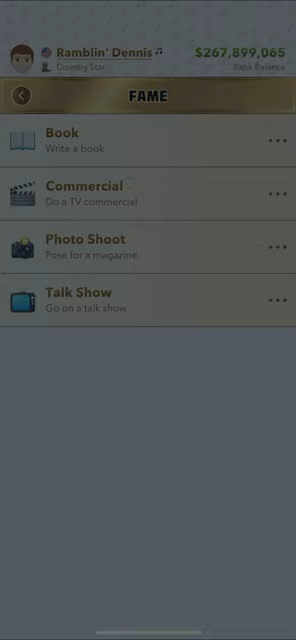 Ramblin' Dennis
$267,899,065
Country Star
Bank Balance
FAME
Book
Write a book
Commercial
Do a TV commercial
Photo Shoot
Pose for a magazine
Talk Show
Go on a talk show